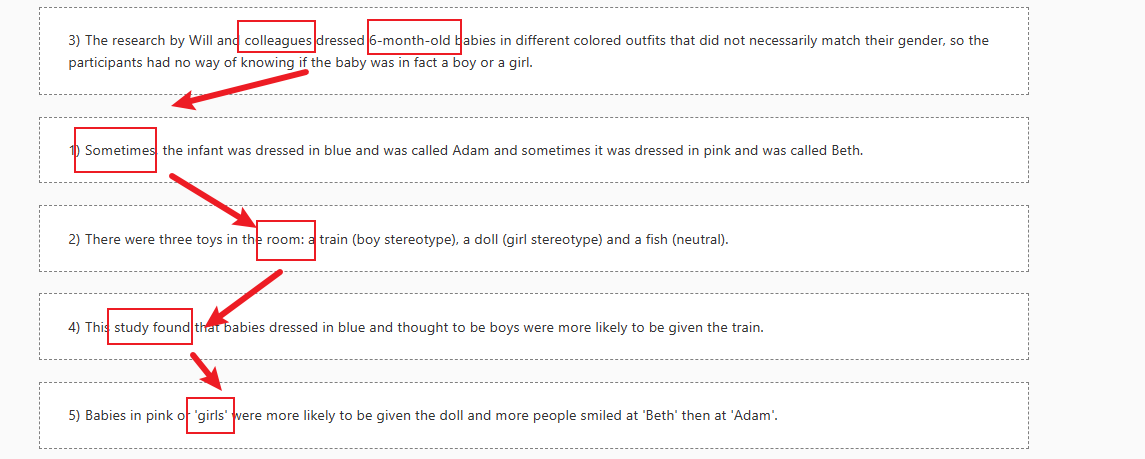 3) The research by Will and colleagues dressed 6-month-old babies in different colored outfits that did not necessarily match their gender, so the
participants had no way of knowing if the baby was in fact a boy or a girl.
1) Sometimes, the infant was dressed in blue and was called Adam and sometimes it was dressed in pink and was called Beth.
2) There were three toys in the room: a train (boy stereotype), a doll (girl stereotype) and a fish (neutral).
4) This study found that babies dressed in blue and thought to be boys were more likely to be given the train.
5) Babies in pink or 'girls' were more likely to be given the doll and more people smiled at 'Beth' then at 'Adam'.